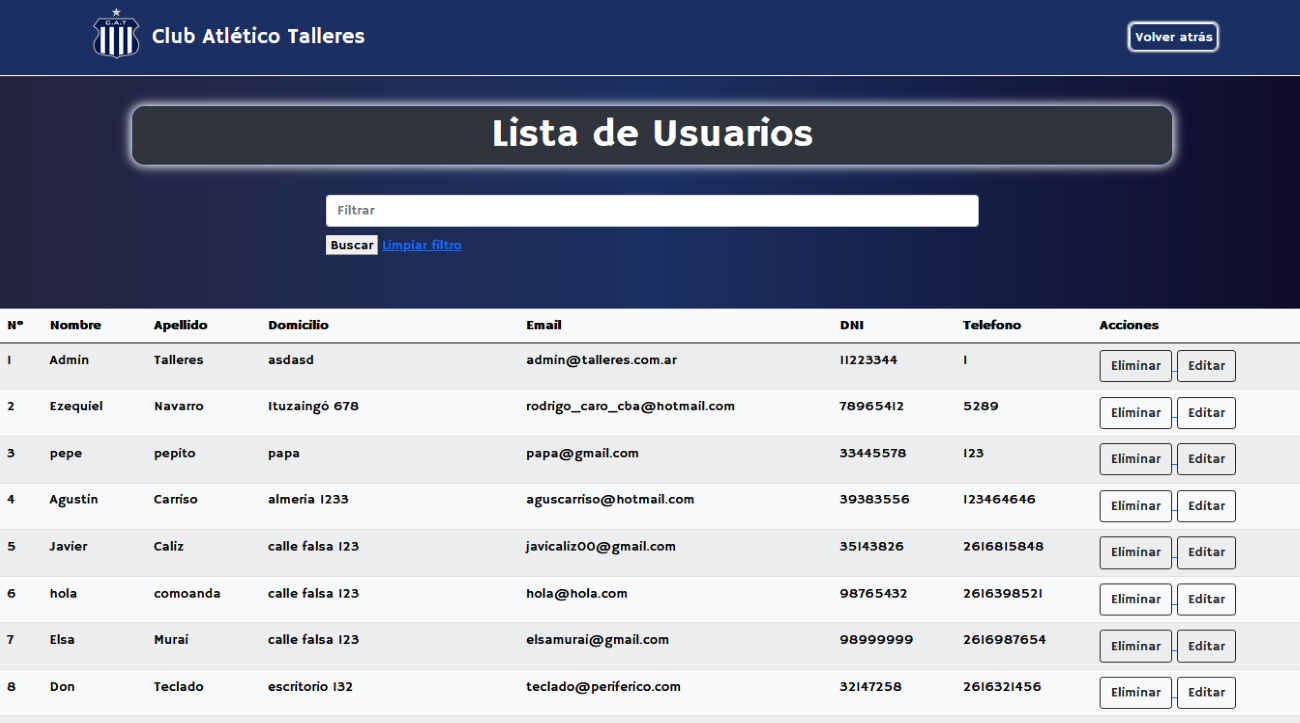 C.A.T
Club Atlético Talleres
Volver atrás
Lista de Usuarios
Filtrar
Buscar Limpiar filtro
N° Nombre Apellido Domicilio Email DNI Telefono Acciones
1 Admin Talleres asdasd admin@talleres.com.ar 11223344 1 Eliminar Editar
2 Ezequiel Navarro Ituzaingó 678 rodrigo_caro_cba@hotmail.com 78965412 5289 Eliminar Editar
3 pepe pepito papa papa@gmail.com 33445578 123 Eliminar Editar
4 Agustin Carriso almeria 1233 aguscarriso@hotmail.com 39383556 123464646 Eliminar Editar
5 Javier Caliz calle falsa 123 javicaliz00@gmail.com 35143826 2616815848 Eliminar Editar
6 hola comoanda calle falsa 123 hola@hola.com 98765432 2616398521 Eliminar Editar
7 Elsa Murai calle falsa 123 elsamurai@gmail.com 98999999 2616987654 Eliminar Editar
8 Don Teclado escritorio 132 teclado@periferico.com 32147258 2616321456 Eliminar Editar